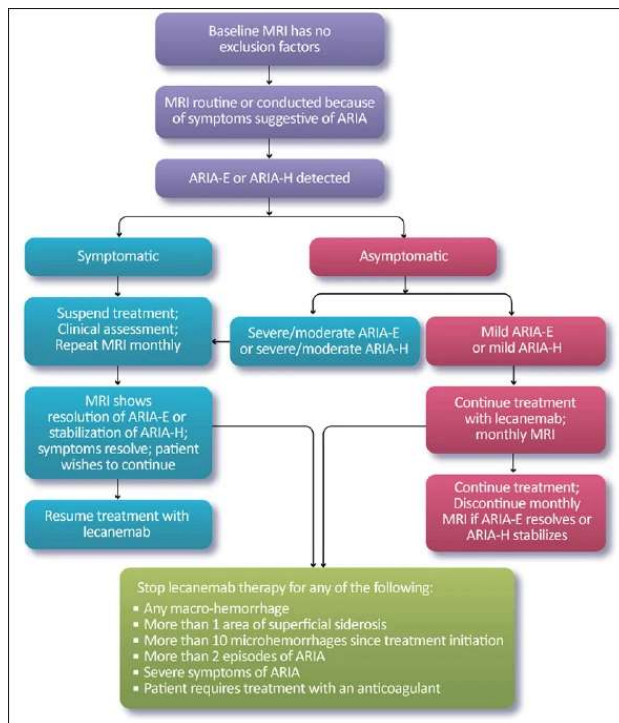 Baseline MRI has no
exclusion factors
MRI routine or conducted because
of symptoms suggestive of ARIA
ARIA-E or ARIA-H detected
Symptomatic
Asymptomatic
Suspend treatment;
Clinical assessment;
Repeat MRI monthly
Severe/moderate ARIA-E
or severe/moderate ARIA-H
Mild ARIA-E
or mild ARIA-H
MRI shows
resolution of ARIA-E or
stabilization of ARIA-H;
symptoms resolve; patient
wishes to continue
Continue treatment
with lecanemab;
monthly MRI
Resume treatment with
lecanemab
Continue treatment;
Discontinue monthly
MRI if ARIA-E resolves or
ARIA-H stabilizes
Stop lecanemab therapy for any of the following:
▪ Any macro-hemorrhage
▪ More than 1 area of superficial siderosis
▪ More than 10 microhemorrhages since treatment initiation
▪ More than 2 episodes of ARIA
▪ Severe symptoms of ARIA
▪ Patient requires treatment with an anticoagulant